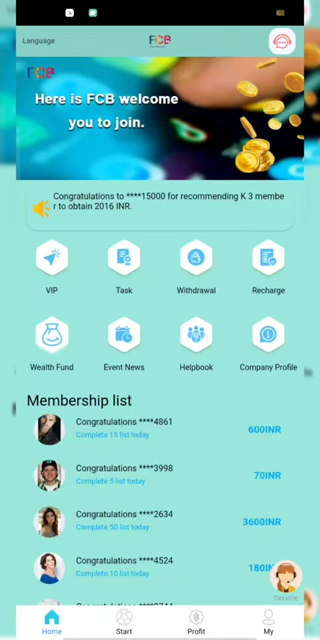 Language
FCB
FCB
Here is FCB welcome
you to join.
Congratulations to ****15000 for recommending K 3 membe
r to obtain 2016 INR.
VIP
Task
Withdrawal
Recharge
Wealth Fund
Event News
Helpbook
Company Profile
Membership list
Congratulations ****4861
Complete 15 list today
600INR
Congratulations ****3998
Complete 5 list today
70INR
Congratulations ****2634
Complete 50 list today
3600INR
Congratulations ****4524
Complete 10 list today
180IN
Service
Home
Start
Profit
My